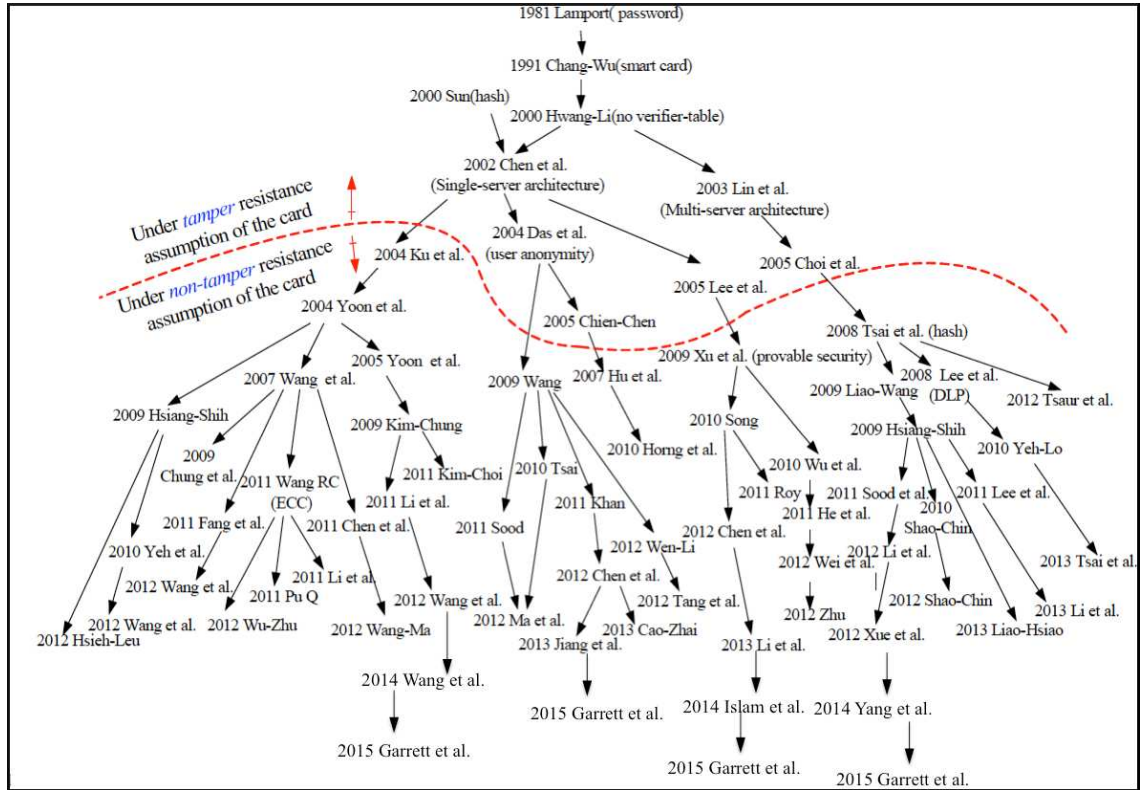 1981 Lamport( password)
1991 Chang-Wu(smart card)
2000 Sun(hash)
2000 Hwang-Li(no verifier-table)
2002 Chen et al.
(Single-server architecture)
2003 Lin et al.
(Multi-server architecture)
Under tamper resistance
assumption of the card
Under non-tamper resistance
assumption of the card
2004 Das et al.
(user anonymity)
2004 Ku et al.
2005 Choi et al.
2005 Lee et al.
2004 Yoon et al.
2005 Chien-Chen
2008 Tsai et al. (hash)
2005 Yoon et al.
2009 Xu et al. (provable security)
2007 Wang et al.
2009 Wang
2007 Hu et al.
2008 Lee et al.
(DLP)
2009 Liao-Wang
2012 Tsaur et al.
2009 Hsiang-Shih
2009 Kim-Chung
2010 Song
2009 Hsiang-Shih
2010 Yeh-Lo
2009
Chung et al.
2010 Horng et al.
2011 Wang RC
(ECC)
2011 Kim-Choi
2010 Tsai
2010 Wu et al.
2011 Roy
2011 Sood et al.
2011 Lee et al.
2011 Li et al.
2011 Khan
2010
Shao-Chin
2011 Fang et al.
2011 Chen et al.
2011 Sood
2012 Chen et al.
2011 He et al.
2010 Yeh et al.
2012 Wen-Li
2012 Li et al.
2012 Wei et al.
2013 Tsai et al.
2012 Wang et al.
2011 Li et al.
2011 Pu Q
2012 Chen et al.
2012 Wang et al.
2012 Tang et al.
2012 Shao-Chin
2013 Li et al.
2012 Hsieh-Leu
2012 Wang et al.
2012 Wu-Zhu
2012 Wang-Ma
2012 Ma et al.
2013 Cao-Zhai
2012 Zhu
2013 Jiang et al.
2013 Li et al.
2012 Xue et al.
2013 Liao-Hsiao
2014 Wang et al.
2015 Garrett et al.
2014 Islam et al.
2014 Yang et al.
2015 Garrett et al.
2015 Garrett et al.
2015 Garrett et al.